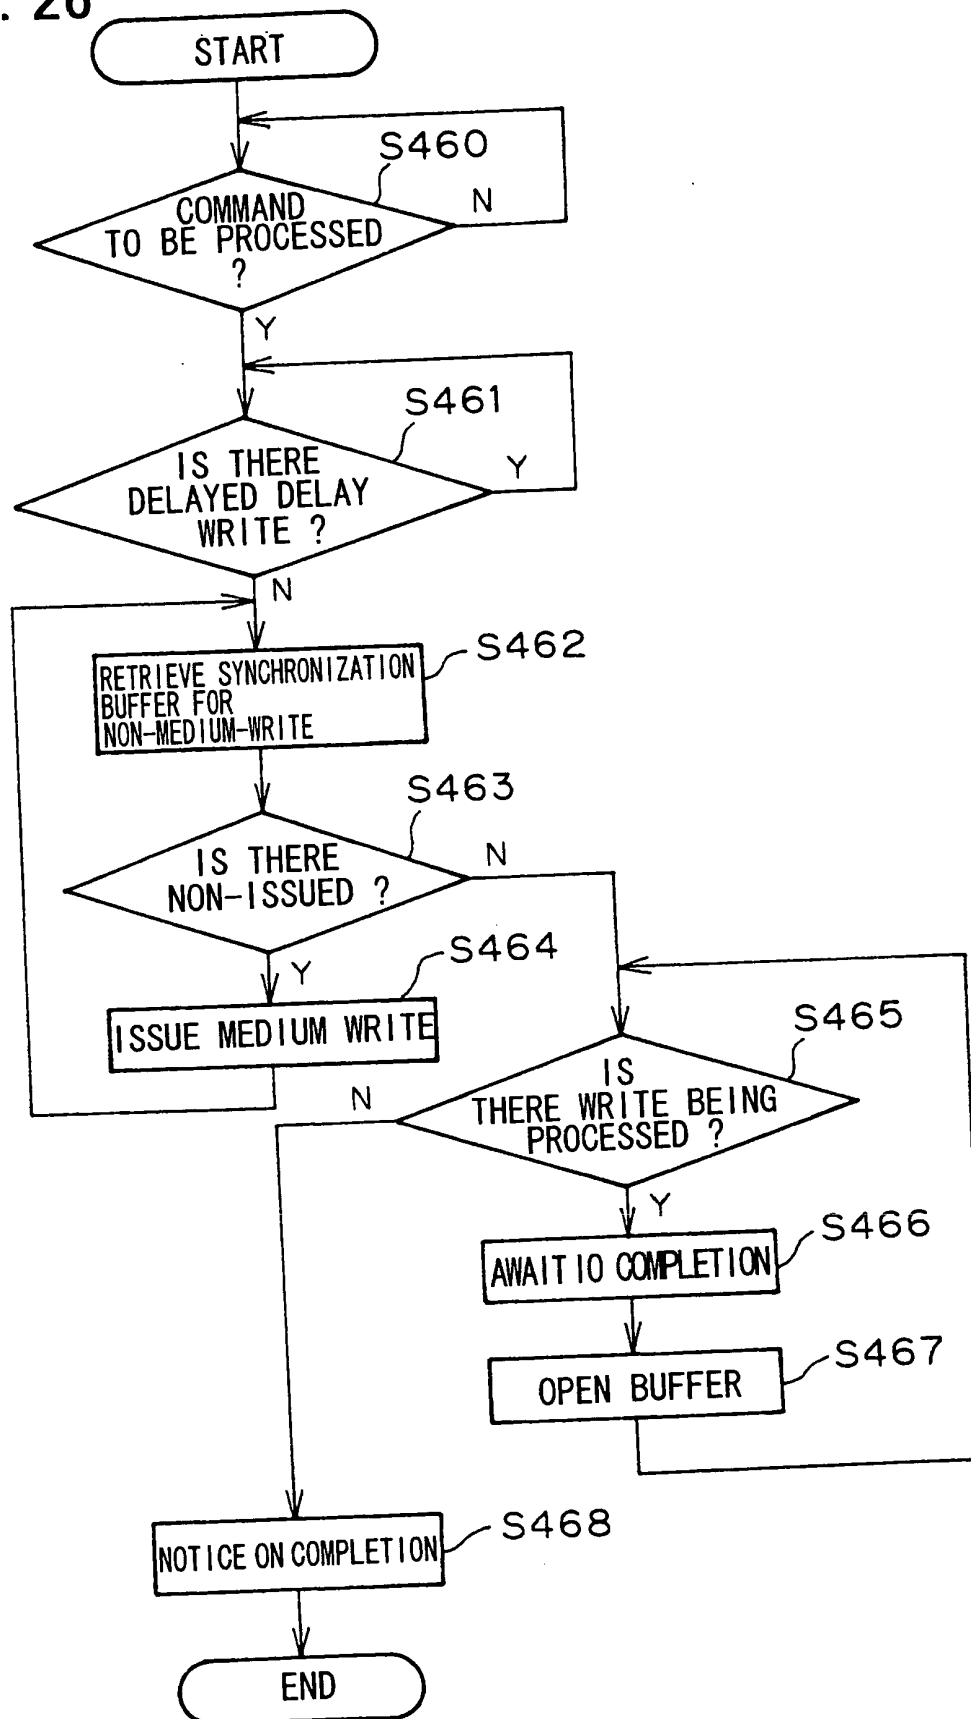 . 26
START
S460
COMMAND
TO BE PROCESSED
?
N
Y
S461
IS THERE
DELAYED DELAY
WRITE ?
Y
N
S462
RETRIEVE SYNCHRONIZATION
BUFFER FOR
NON-MEDIUM-WRITE
S463
IS THERE
NON-ISSUED ?
N
Y
S464
ISSUE MEDIUM WRITE
S465
IS
THERE WRITE BEING
PROCESSED ?
N
Y
S466
AWAIT IO COMPLETION
S467
OPEN BUFFER
S468
NOTICE ON COMPLETION
END